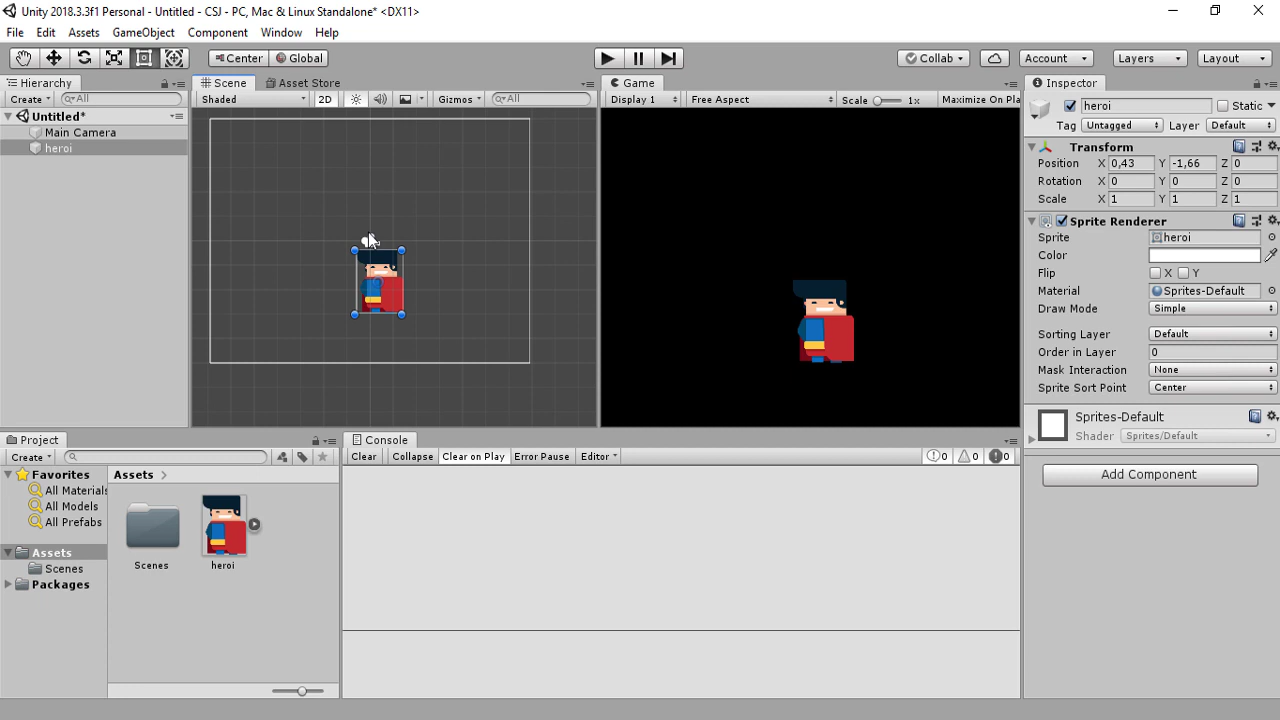 Unity 2018.3.3f1 Personal - Untitled - CSJ - PC, Mac & Linux Standalone* <DX11>
File Edit Assets GameObject Component Window Help
Center Global Collab Account Layers Layout
Hierarchy
Create All
Untitled*
Main Camera
heroi
Scene Asset Store
Shaded 2D Gizmos All
Game
Display 1 Free Aspect Scale 1x Maximize On Pla
Inspector
heroi Static
Tag Untagged Layer Default
Transform
Position X 0,43 Y -1,66 Z 0
Rotation X 0 Y 0 Z 0
Scale X 1 Y 1 Z 1
Sprite Renderer
Sprite heroi
Color
Flip X Y
Material Sprites-Default
Draw Mode Simple
Sorting Layer Default
Order in Layer 0
Mask Interaction None
Sprite Sort Point Center
Sprites-Default
Shader Sprites/Default
Add Component
Project
Create
Favorites
All Materials
All Models
All Prefabs
Assets
Scenes
Packages
Assets
Scenes heroi
Console
Clear Collapse Clear on Play Error Pause Editor 0 0 0